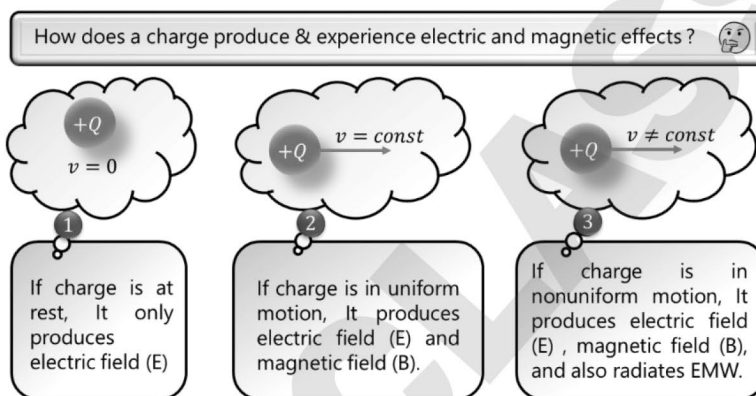 How does a charge produce & experience electric and magnetic effects ?
+Q
v = 0
1
If charge is at
rest, It only
produces
electric field (E)
+Q
v = const
2
If charge is in uniform
motion, It produces
electric field (E) and
magnetic field (B).
+Q
v ≠ const
3
If charge is in
nonuniform motion, It
produces electric field
(E) , magnetic field (B),
and also radiates EMW.
CLAS